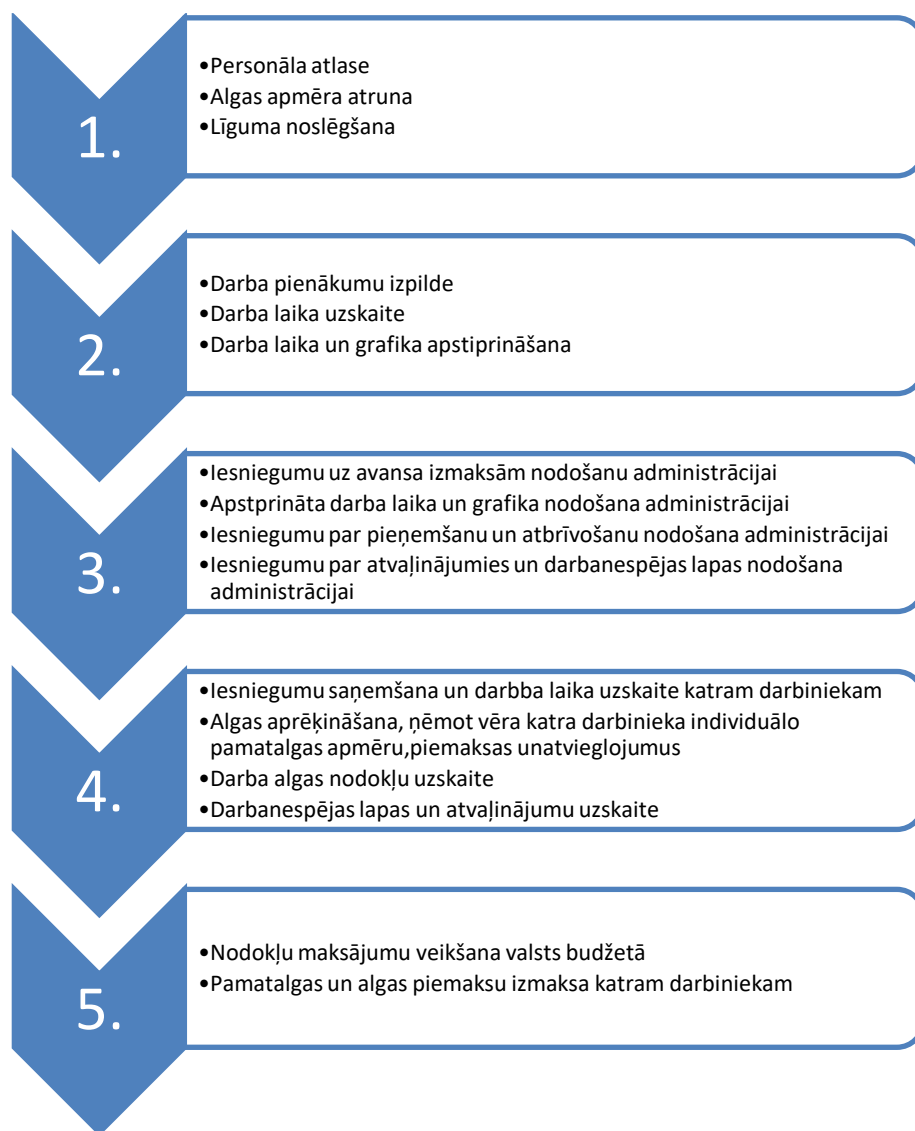 1.
•Personāla atlase
•Algas apmēra atruna
•Līguma noslēgšana
2.
•Darba pienākumu izpilde
•Darba laika uzskaite
•Darba laika un grafika apstiprināšana
3.
•Iesniegumu uz avansa izmaksām nodošanu administrācijai
•Apstprināta darba laika un grafika nodošana administrācijai
•Iesniegumu par pieņemšanu un atbrīvošanu nodošana administrācijai
•Iesniegumu par atvaļinājumies un darbanespējas lapas nodošana
administrācijai
4.
•Iesniegumu saņemšana un darbba laika uzskaite katram darbiniekam
•Algas aprēķināšana, ņēmot vēra katra darbinieka individuālo
pamatalgas apmēru,piemaksas unatvieglojumus
•Darba algas nodokļu uzskaite
•Darbanespējas lapas un atvaļinājumu uzskaite
5.
•Nodokļu maksājumu veikšana valsts budžetā
•Pamatalgas un algas piemaksu izmaksa katram darbiniekam